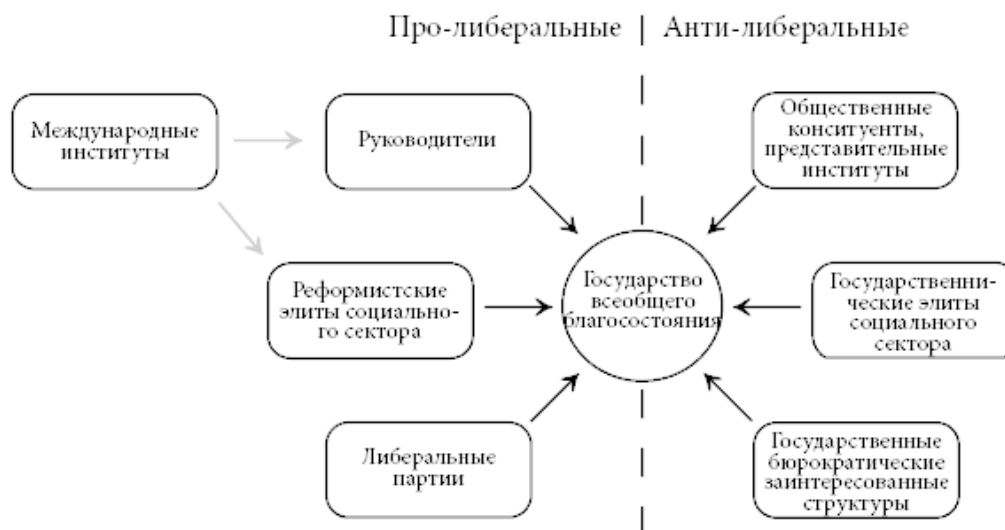 Про-либеральные | Анти-либеральные
Международные
институты
Руководители
Общественные
конситуенты,
представительные
институты
Реформистские
элиты социально-
го сектора
Государство
всеобщего
благосостояния
Государственни-
ческие элиты
социального
сектора
Либеральные
партии
Государственные
бюрократические
заинтересованные
структуры